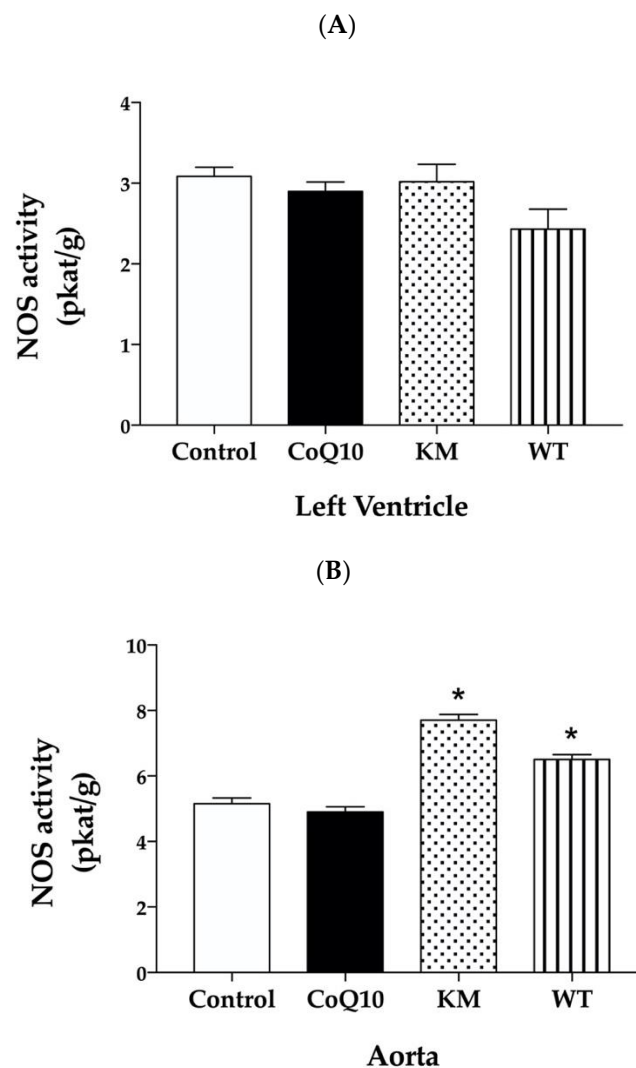 (A)
NOS activity
(pkat/g)
4
3
2
1
0
Control CoQ10 KM WT
Left Ventricle
(B)
NOS activity
(pkat/g)
10
8
6
4
2
0
* *
Control CoQ10 KM WT
Aorta